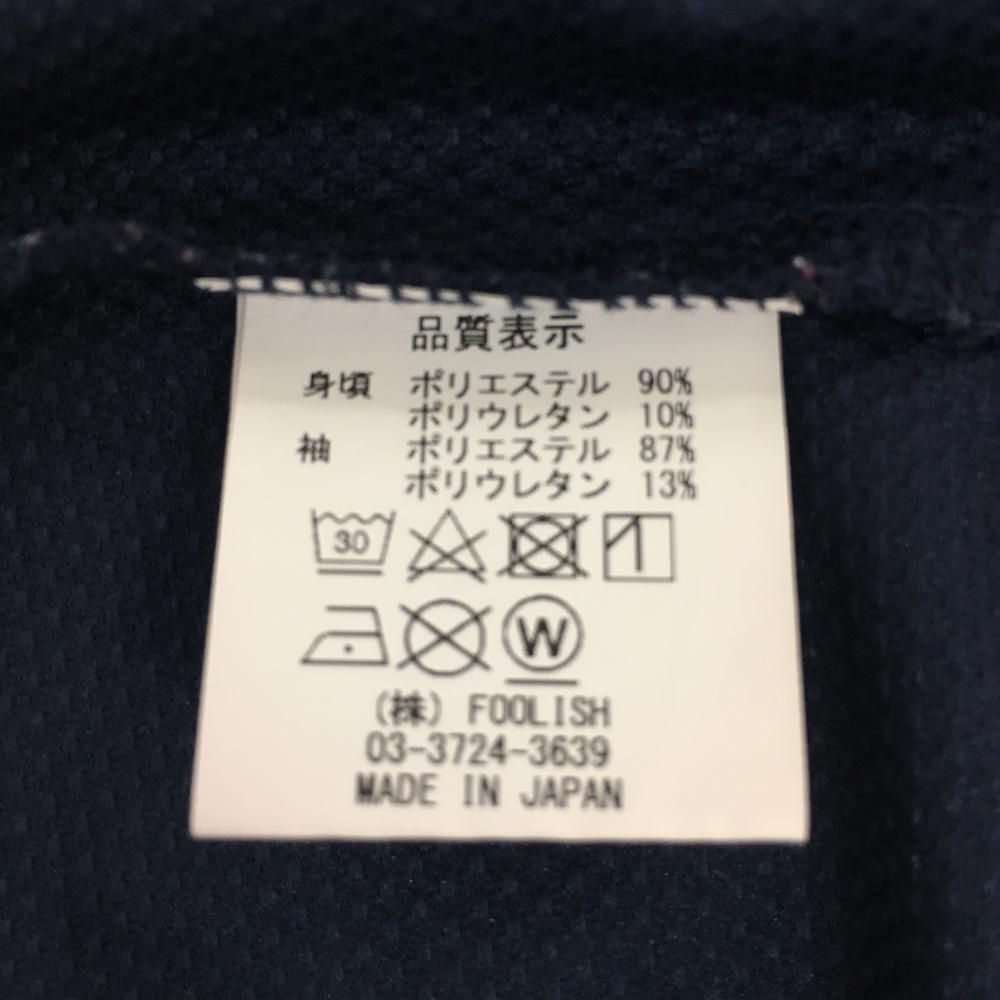 品質表示
身頃 ポリエステル 90%
ポリウレタン 10%
袖 ポリエステル 87%
ポリウレタン 13%
30
W
(株) FOOLISH
03-3724-3639
MADE IN JAPAN